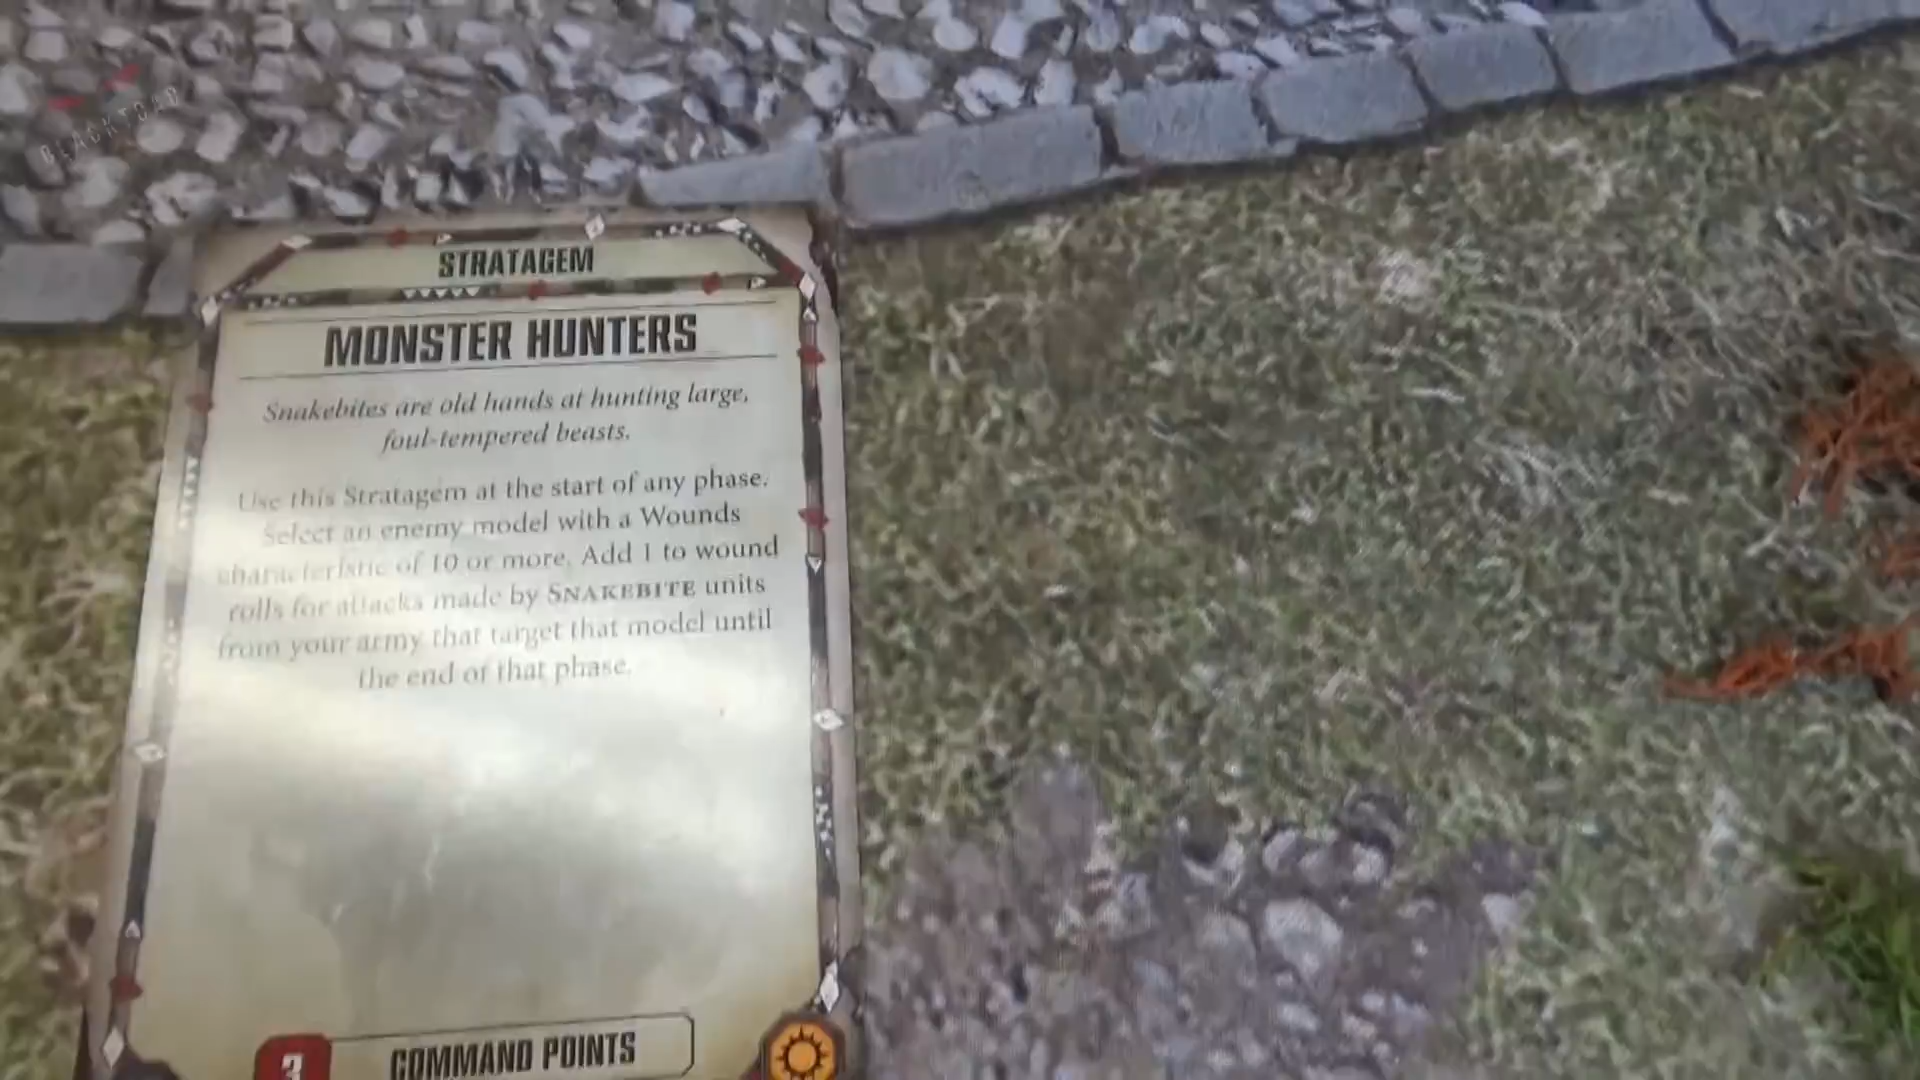 BLACKTOAD
STRATAGEM
MONSTER HUNTERS
Snakebites are old hands at hunting large,
foul-tempered beasts.
Use this Stratagem at the start of any phase.
Select an enemy model with a Wounds
characteristic of 10 or more. Add 1 to wound
rolls for attacks made by SNAKEBITE units
from your army that target that model until
the end of that phase.
3 COMMAND POINTS